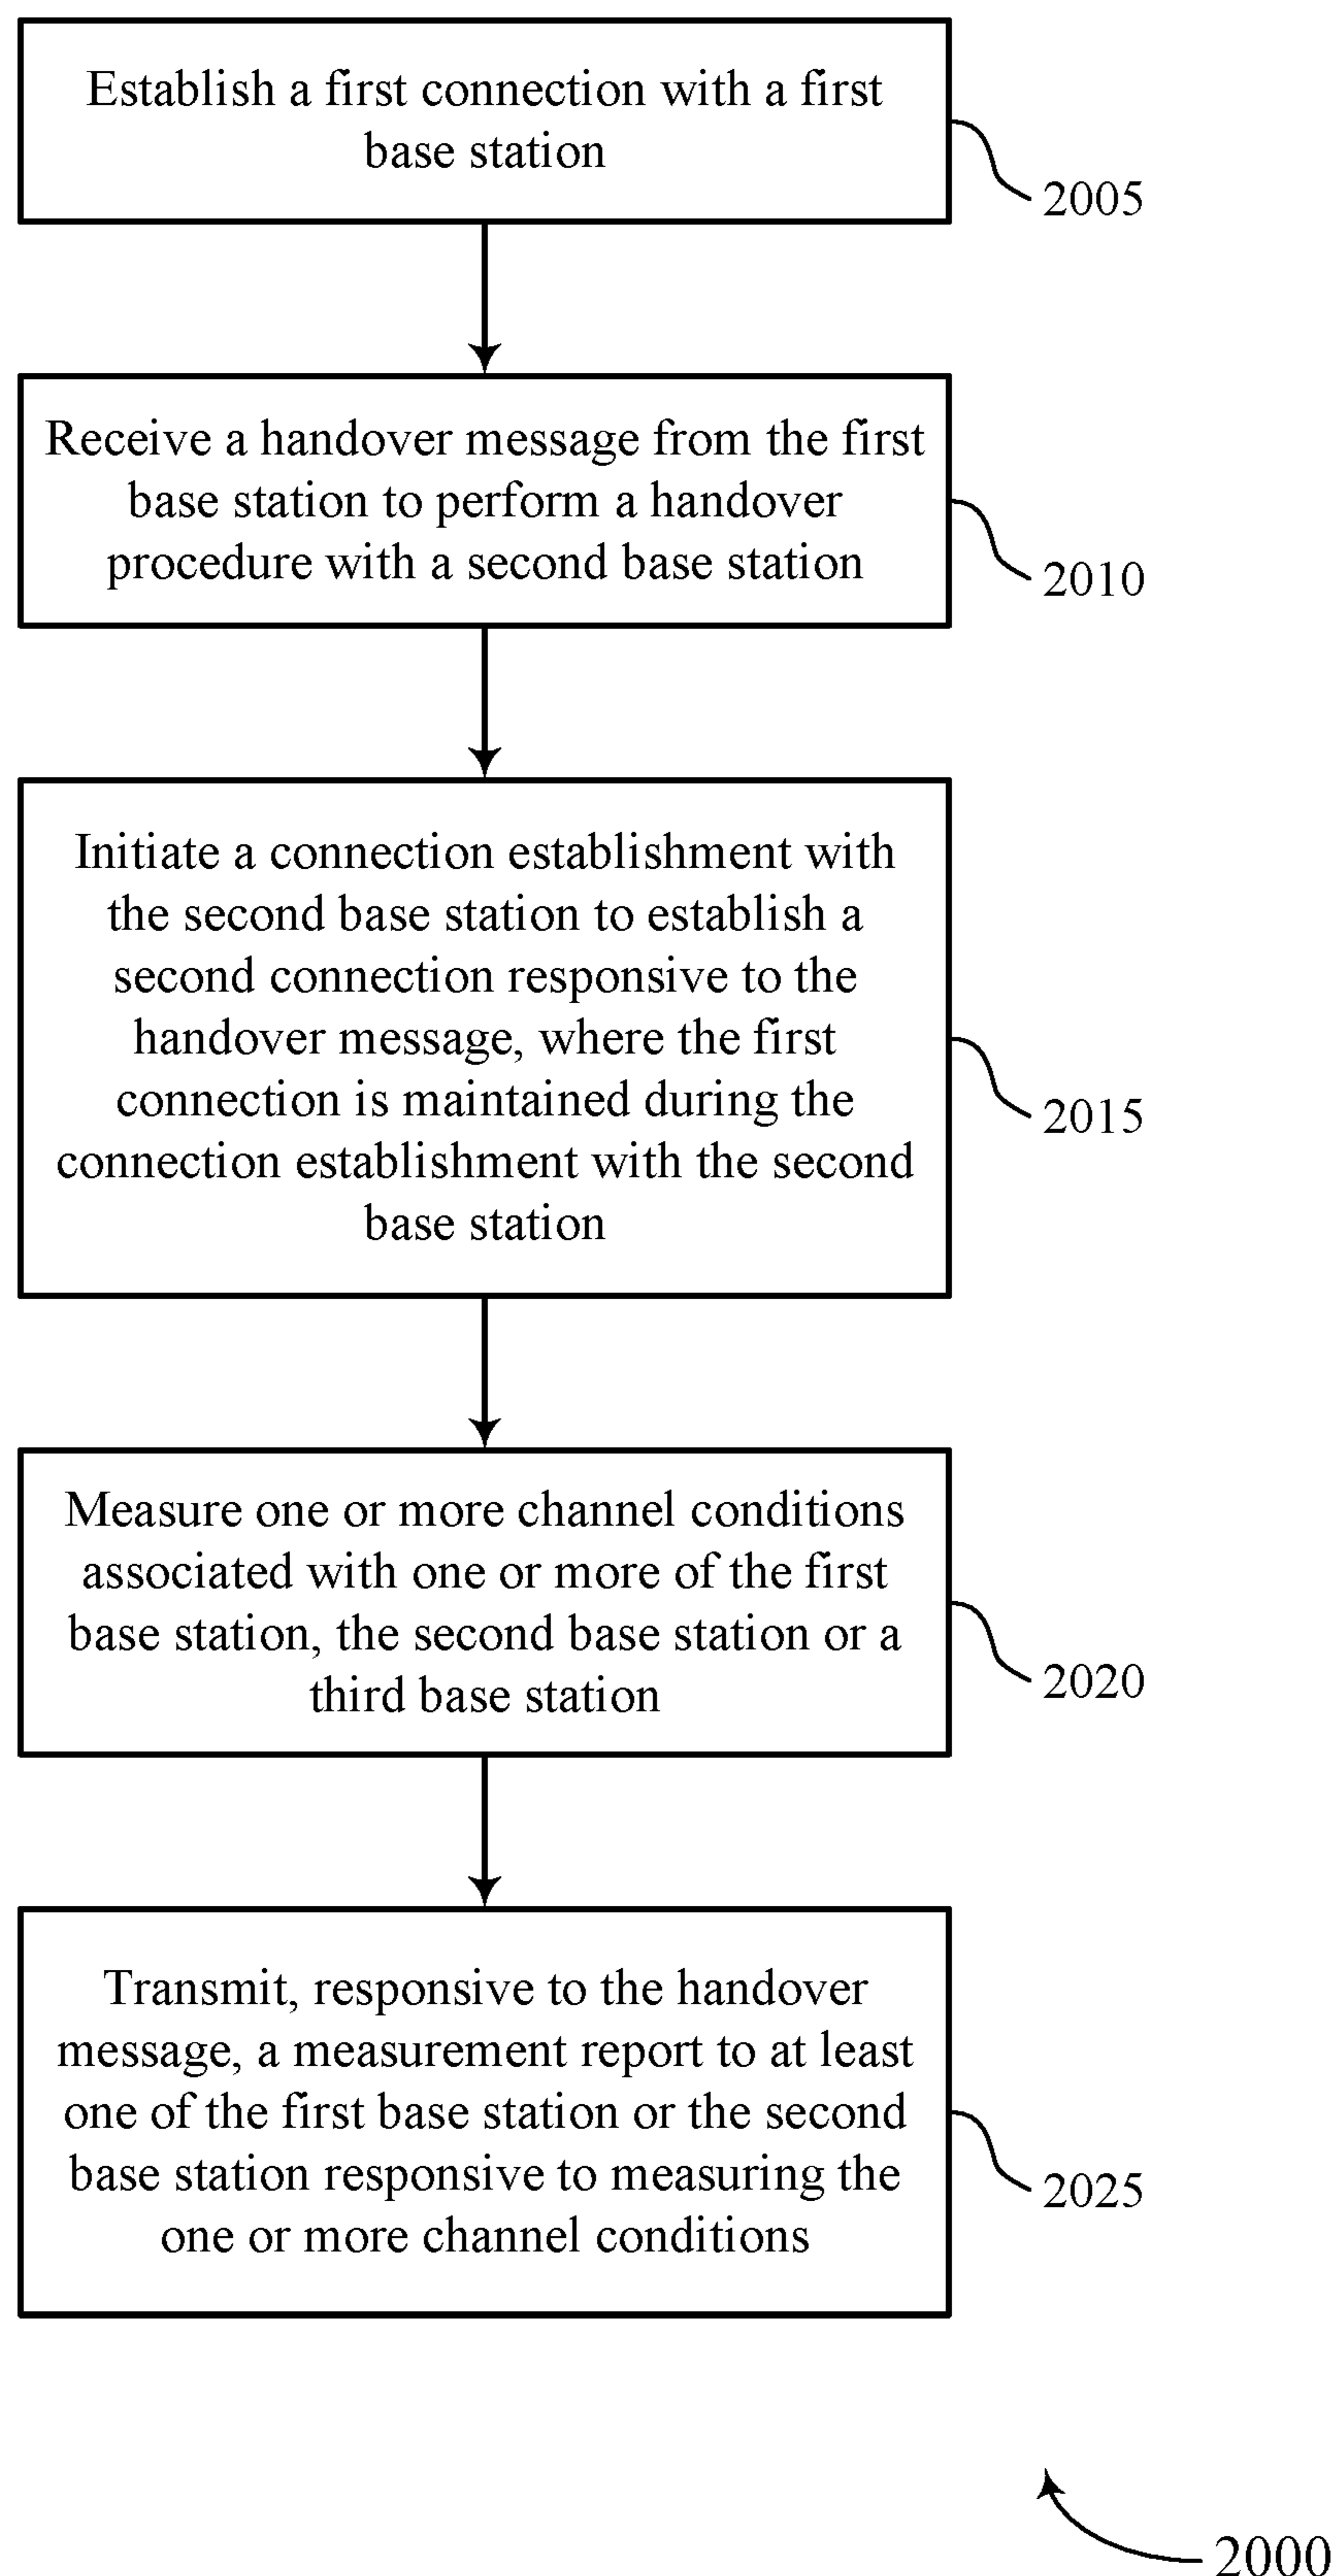 Establish a first connection with a first
base station
2005
Receive a handover message from the first
base station to perform a handover
procedure with a second base station
2010
Initiate a connection establishment with
the second base station to establish a
second connection responsive to the
handover message, where the first
connection is maintained during the
connection establishment with the second
base station
2015
Measure one or more channel conditions
associated with one or more of the first
base station, the second base station or a
third base station
2020
Transmit, responsive to the handover
message, a measurement report to at least
one of the first base station or the second
base station responsive to measuring the
one or more channel conditions
2025
2000